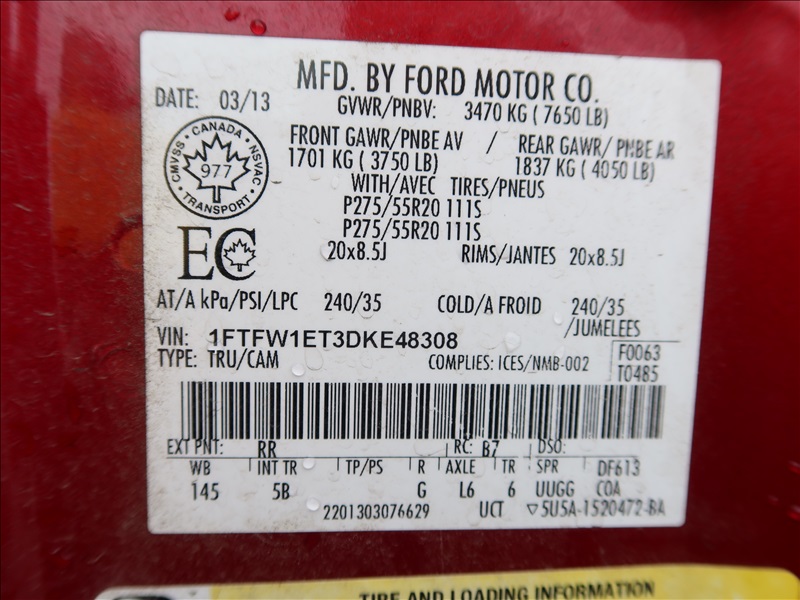 MFD. BY FORD MOTOR CO.
DATE: 03/13
GVWR/PNBV: 3470 KG ( 7650 LB)
FRONT GAWR/PNBE AV / REAR GAWR/ PNBE AR
1701 KG ( 3750 LB) 1837 KG ( 4050 LB)
WITH/AVEC TIRES/PNEUS
P275/55R20 111S
P275/55R20 111S
20x8.5J RIMS/JANTES 20x8.5J
CMVSS · CANADA · NSVAC
977
TRANSPORT
EC
AT/A kPa/PSI/LPC 240/35 COLD/A FROID 240/35
/JUMELEES
VIN: 1FTFW1ET3DKE48308
TYPE: TRU/CAM COMPLIES: ICES/NMB-002
F0063
T0485
EXT PNT: RR RC: B7 DSO:
WB INT TR TP/PS R AXLE TR SPR DF613
145 5B G L6 6 UUGG COA
2201303076629 UCT ▽5U5A-1520472-BA
TIRE AND LOADING INFORMATION